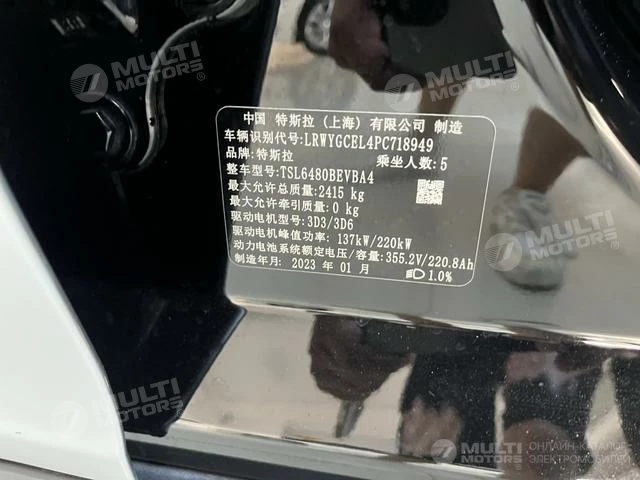 MULTI MOTORS®
MULTI MOTORS®
中国 特斯拉 (上海) 有限公司 制造
车辆识别代号:LRWYGCEL4PC718949
品牌:特斯拉 乘坐人数:5
整车型号:TSL6480BEVBA4
最大允许总质量:2415 kg
最大允许牵引质量:0 kg
驱动电机型号:3D3/3D6
驱动电机峰值功率: 137kW/220kW
动力电池系统额定电压/容量:355.2V/220.8Ah
制造年月: 2023 年 01 月 1.0%
MULTI MOTORS®
MULTI MOTORS®
MULTI MOTORS
MULTI MOTORS ОНЛАЙН-КАТАЛОГ ЭЛЕКТРОМОБИЛЕЙ